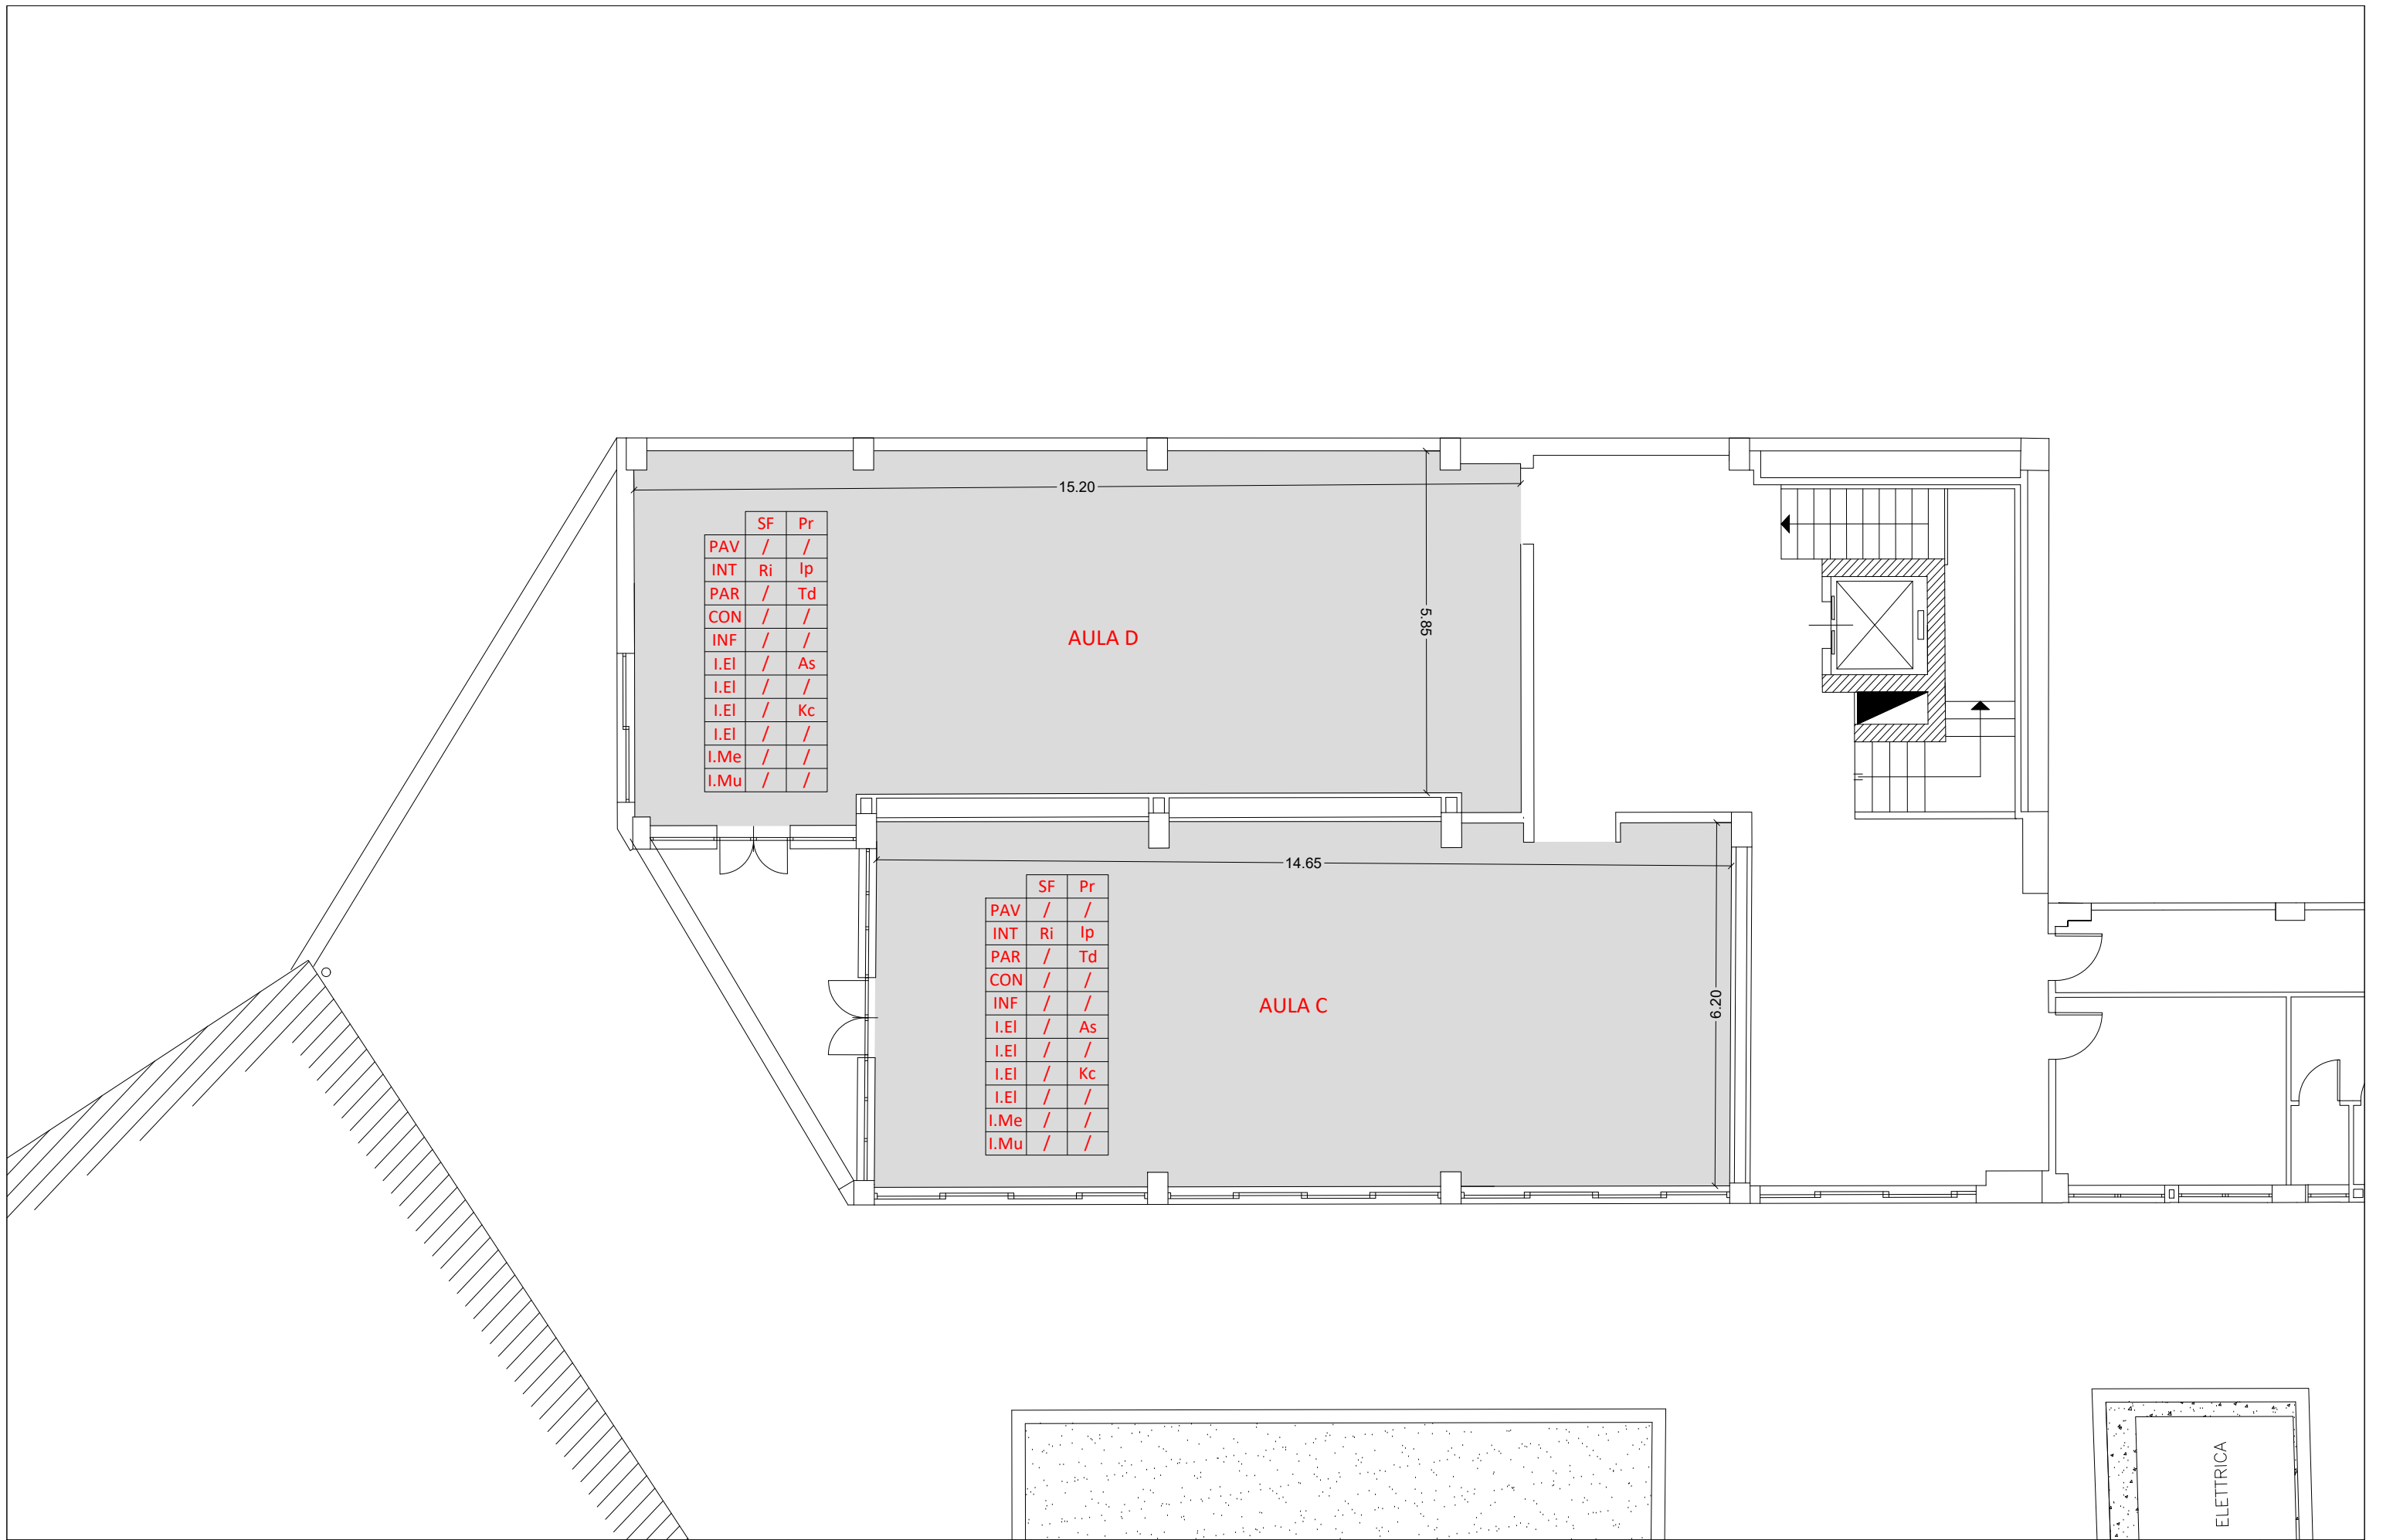 15.20
SF Pr
PAV / /
INT Ri Ip
PAR / Td
CON / /
INF / /
I.El / As
I.El / /
I.El / Kc
I.El / /
I.Me / /
I.Mu / /
AULA D
5.85
14.65
SF Pr
PAV / /
INT Ri Ip
PAR / Td
CON / /
INF / /
I.El / As
I.El / /
I.El / Kc
I.El / /
I.Me / /
I.Mu / /
AULA C
6.20
ELETTRICA